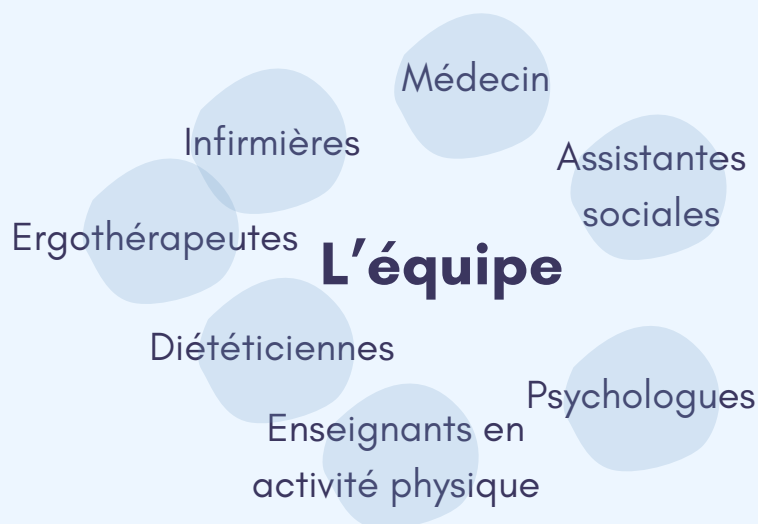 Médecin
Infirmières
Assistantes
sociales
Ergothérapeutes
L’équipe
Diététiciennes
Psychologues
Enseignants en
activité physique